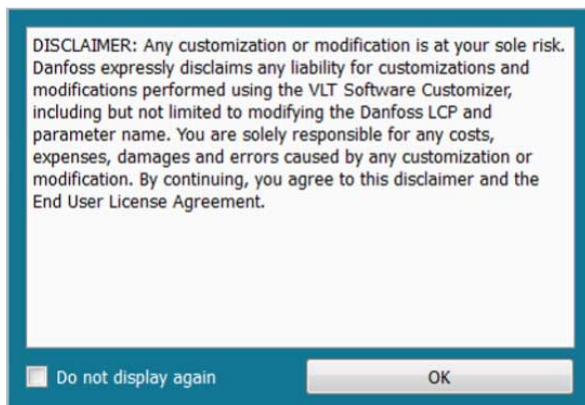 DISCLAIMER: Any customization or modification is at your sole risk.
Danfoss expressly disclaims any liability for customizations and
modifications performed using the VLT Software Customizer,
including but not limited to modifying the Danfoss LCP and
parameter name. You are solely responsible for any costs,
expenses, damages and errors caused by any customization or
modification. By continuing, you agree to this disclaimer and the
End User License Agreement.
Do not display again
OK